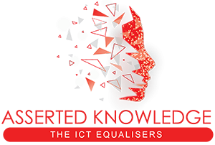 ASSERTED KNOWLEDGE
THE ICT EQUALISERS